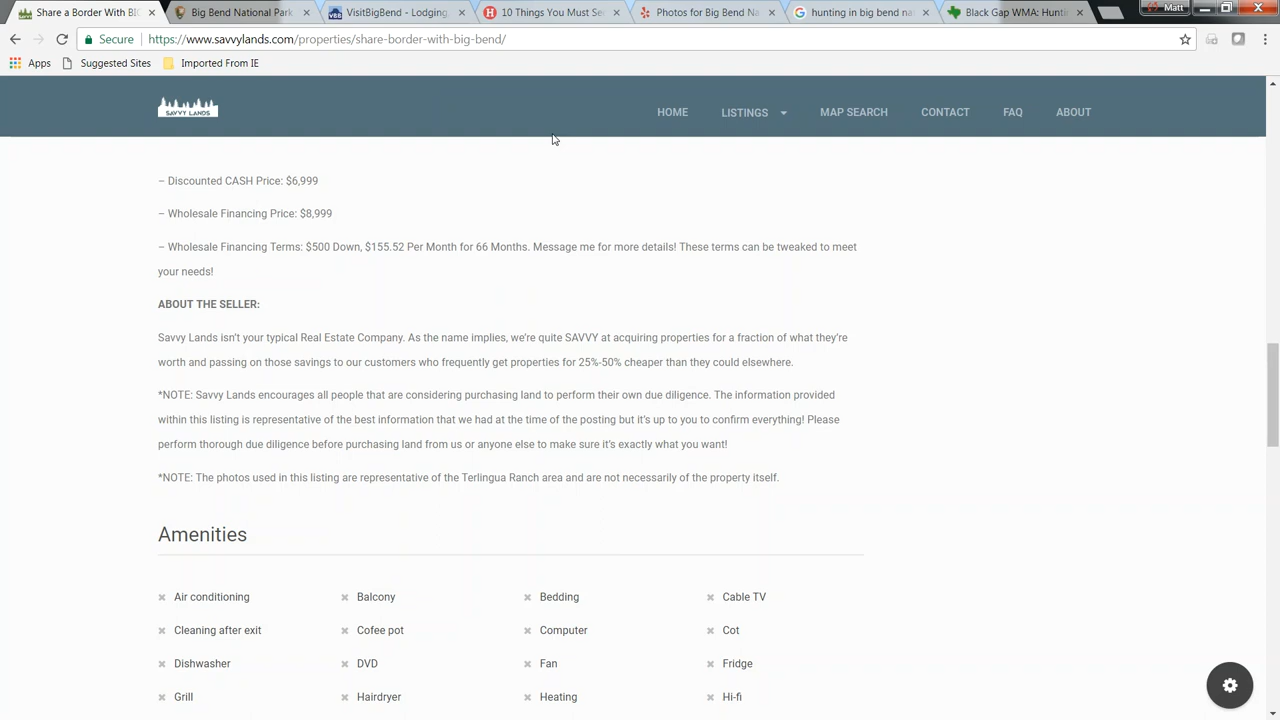 Share a Border With BI
Big Bend National Park
VisitBigBend - Lodging,
10 Things You Must Se
Photos for Big Bend Na
hunting in big bend na
Black Gap WMA: Hunti
Matt
Secure
https://www.savvylands.com/properties/share-border-with-big-bend/
Apps
Suggested Sites
Imported From IE
SAVVY LANDS
HOME
LISTINGS
MAP SEARCH
CONTACT
FAQ
ABOUT
– Discounted CASH Price: $6,999
– Wholesale Financing Price: $8,999
– Wholesale Financing Terms: $500 Down, $155.52 Per Month for 66 Months. Message me for more details! These terms can be tweaked to meet
your needs!
ABOUT THE SELLER:
Savvy Lands isn't your typical Real Estate Company. As the name implies, we're quite SAVVY at acquiring properties for a fraction of what they're
worth and passing on those savings to our customers who frequently get properties for 25%-50% cheaper than they could elsewhere.
*NOTE: Savvy Lands encourages all people that are considering purchasing land to perform their own due diligence. The information provided
within this listing is representative of the best information that we had at the time of the posting but it's up to you to confirm everything! Please
perform thorough due diligence before purchasing land from us or anyone else to make sure it's exactly what you want!
*NOTE: The photos used in this listing are representative of the Terlingua Ranch area and are not necessarily of the property itself.
Amenities
Air conditioning
Balcony
Bedding
Cable TV
Cleaning after exit
Cofee pot
Computer
Cot
Dishwasher
DVD
Fan
Fridge
Grill
Hairdryer
Heating
Hi-fi